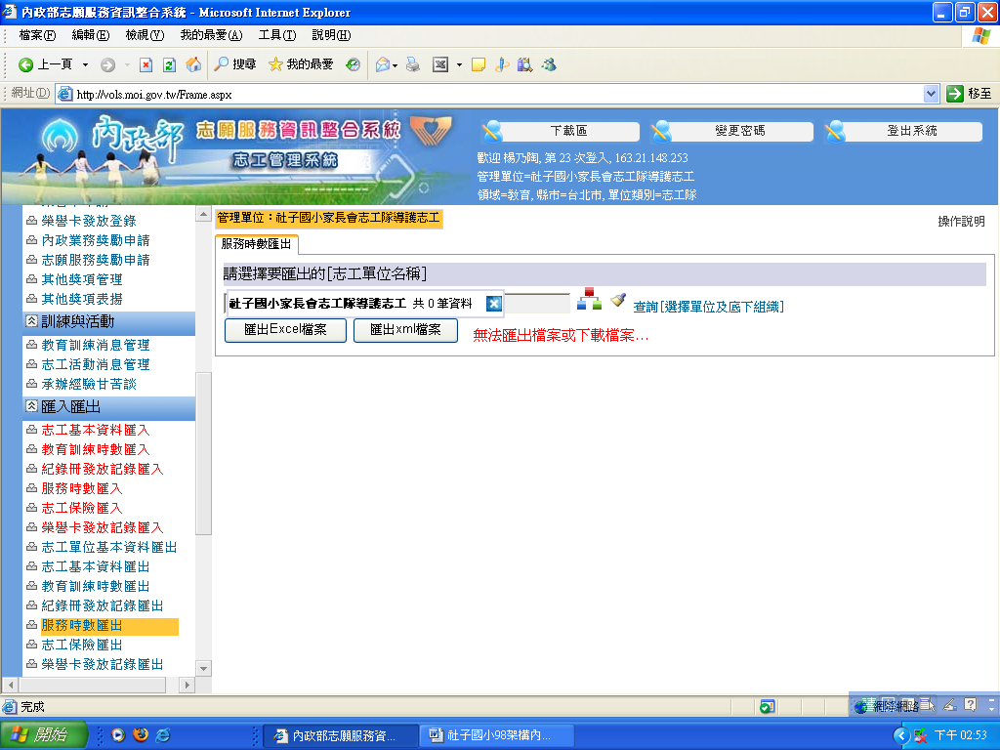 內政部志願服務資訊整合系統 - Microsoft Internet Explorer
檔案(F) 編輯(E) 檢視(V) 我的最愛(A) 工具(T) 說明(H)
上一頁 搜尋 我的最愛
網址(D) http://vols.moi.gov.tw/Frame.aspx 移至
內政部 志願服務資訊整合系統
志工管理系統
下載區 變更密碼 登出系統
歡迎 楊乃陶, 第 23 次登入, 163.21.148.253
管理單位=社子國小家長會志工隊導護志工
領域=教育, 縣市=台北市, 單位類別=志工隊
榮譽卡發放登錄
內政業務獎勵申請
志願服務獎勵申請
其他獎項管理
其他獎項表揚
訓練與活動
教育訓練消息管理
志工活動消息管理
承辦經驗甘苦談
匯入匯出
志工基本資料匯入
教育訓練時數匯入
紀錄冊發放記錄匯入
服務時數匯入
志工保險匯入
榮譽卡發放記錄匯入
志工單位基本資料匯出
志工基本資料匯出
教育訓練時數匯出
紀錄冊發放記錄匯出
服務時數匯出
志工保險匯出
榮譽卡發放記錄匯出
管理單位：社子國小家長會志工隊導護志工
操作說明
服務時數匯出
請選擇要匯出的[志工單位名稱]
社子國小家長會志工隊導護志工 共 0 筆資料
查詢[選擇單位及底下組織]
匯出Excel檔案 匯出xml檔案 無法匯出檔案或下載檔案...
完成
網際網路
開始 內政部志願服務資... 社子國小98架構內... 下午 02:53